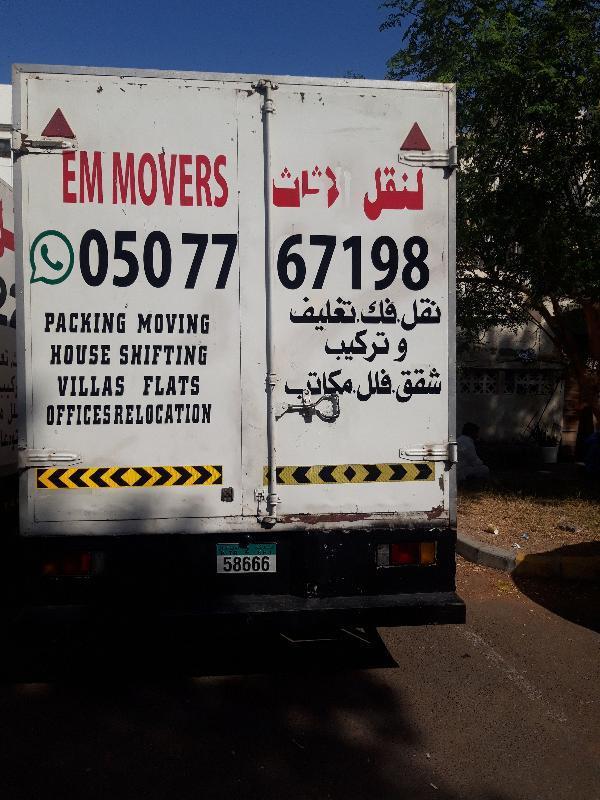 EM MOVERS
لنقل الاثاث
05077 67198
PACKING MOVING
HOUSE SHIFTING
VILLAS FLATS
OFFICES RELOCATION
نقل.فك.تغليف
و تركيب
شقق.فلل.مكاتب
58666